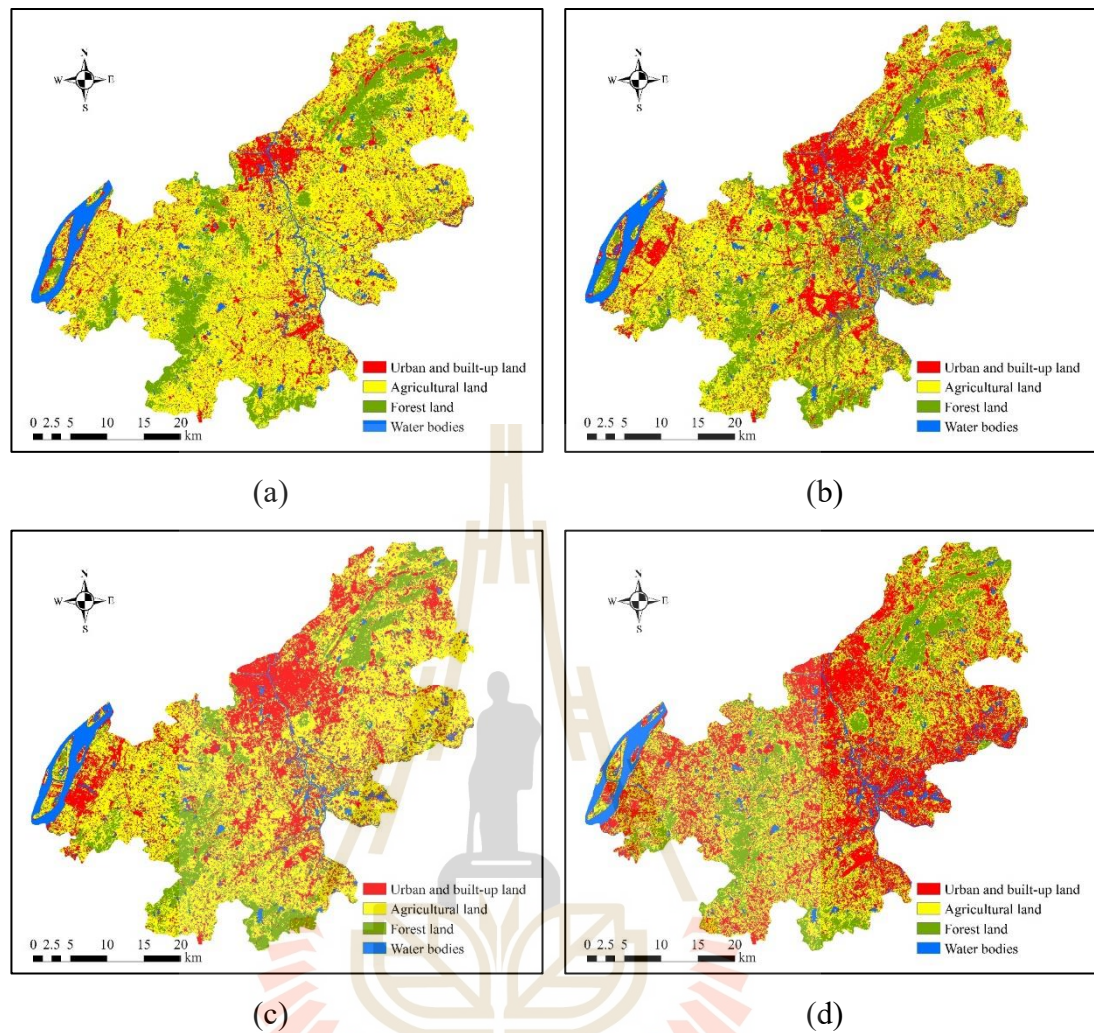 N
W E
S
Urban and built-up land
Agricultural land
Forest land
Water bodies
0 2.5 5 10 15 20
km
(a)
N
W E
S
Urban and built-up land
Agricultural land
Forest land
Water bodies
0 2.5 5 10 15 20
km
(b)
N
W E
S
Urban and built-up land
Agricultural land
Forest land
Water bodies
0 2.5 5 10 15 20
km
(c)
N
W E
S
Urban and built-up land
Agricultural land
Forest land
Water bodies
0 2.5 5 10 15 20
km
(d)